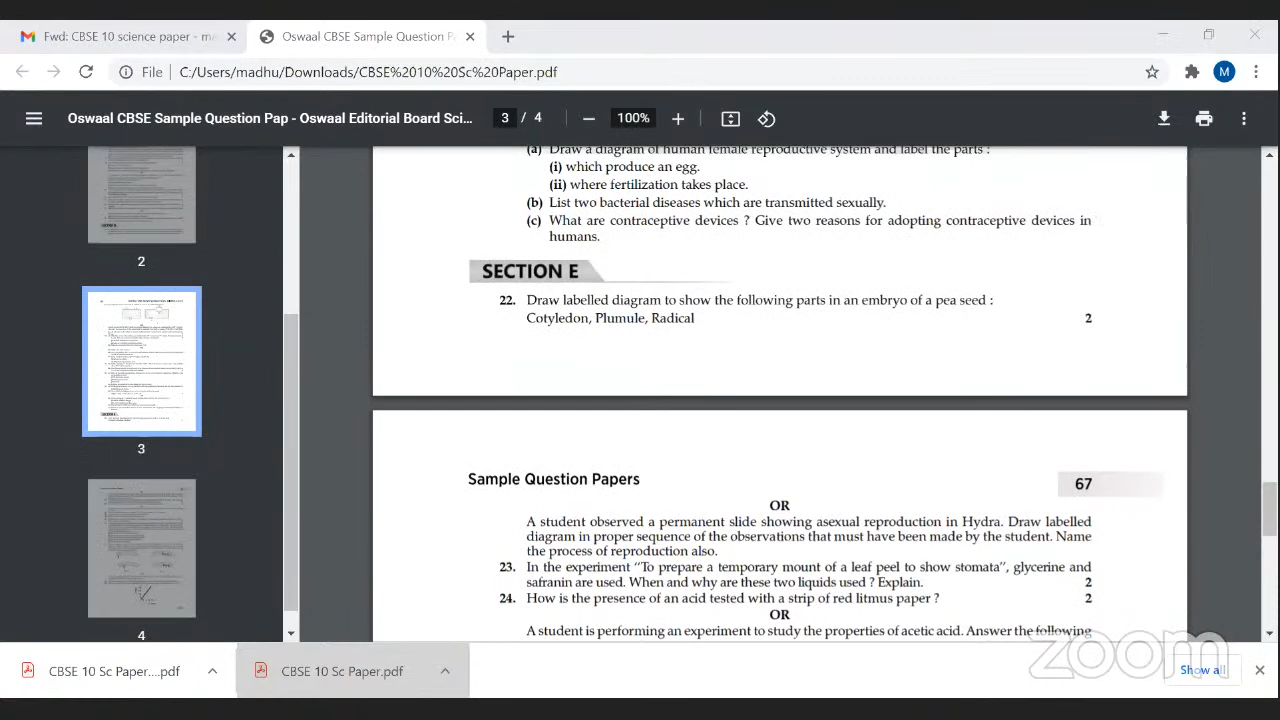 Fwd: CBSE 10 science paper - ma
Oswaal CBSE Sample Question Pa
File C:/Users/madhu/Downloads/CBSE%2010%20Sc%20Paper.pdf
M
Oswaal CBSE Sample Question Pap - Oswaal Editorial Board Sci... 3 / 4 100%
2
3
4
(a) Draw a diagram of human female reproductive system and label the parts :
(i) which produce an egg.
(ii) where fertilization takes place.
(b) List two bacterial diseases which are transmitted sexually.
(c) What are contraceptive devices ? Give two reasons for adopting contraceptive devices in
humans.
SECTION E
22. Draw labelled diagram to show the following parts in an embryo of a pea seed :
Cotyledon, Plumule, Radical 2
Sample Question Papers 67
OR
A student observed a permanent slide showing asexual reproduction in Hydra. Draw labelled
diagram in proper sequence of the observations that must have been made by the student. Name
the process of reproduction also.
23. In the experiment “To prepare a temporary mount of a leaf peel to show stomata”, glycerine and
safranin are used. When and why are these two liquids used ? Explain. 2
24. How is the presence of an acid tested with a strip of red litmus paper ? 2
OR
A student is performing an experiment to study the properties of acetic acid. Answer the following
zoom
CBSE 10 Sc Paper....pdf
CBSE 10 Sc Paper.pdf
Show all